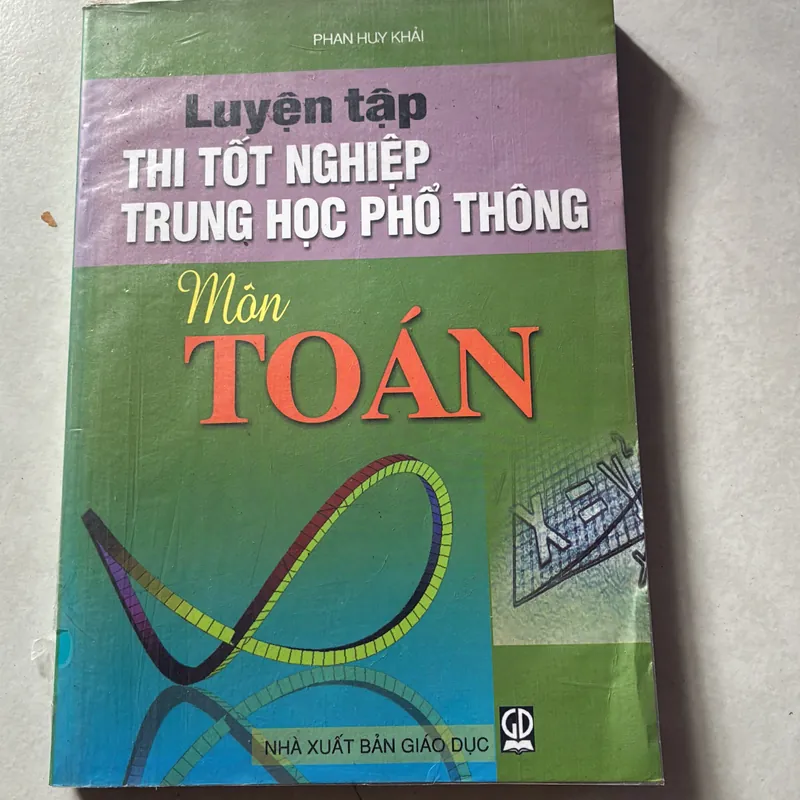 PHAN HUY KHẢI
Luyện tập
THI TỐT NGHIỆP
TRUNG HỌC PHỔ THÔNG
Môn
TOÁN
X=Y²
NHÀ XUẤT BẢN GIÁO DỤC
GD